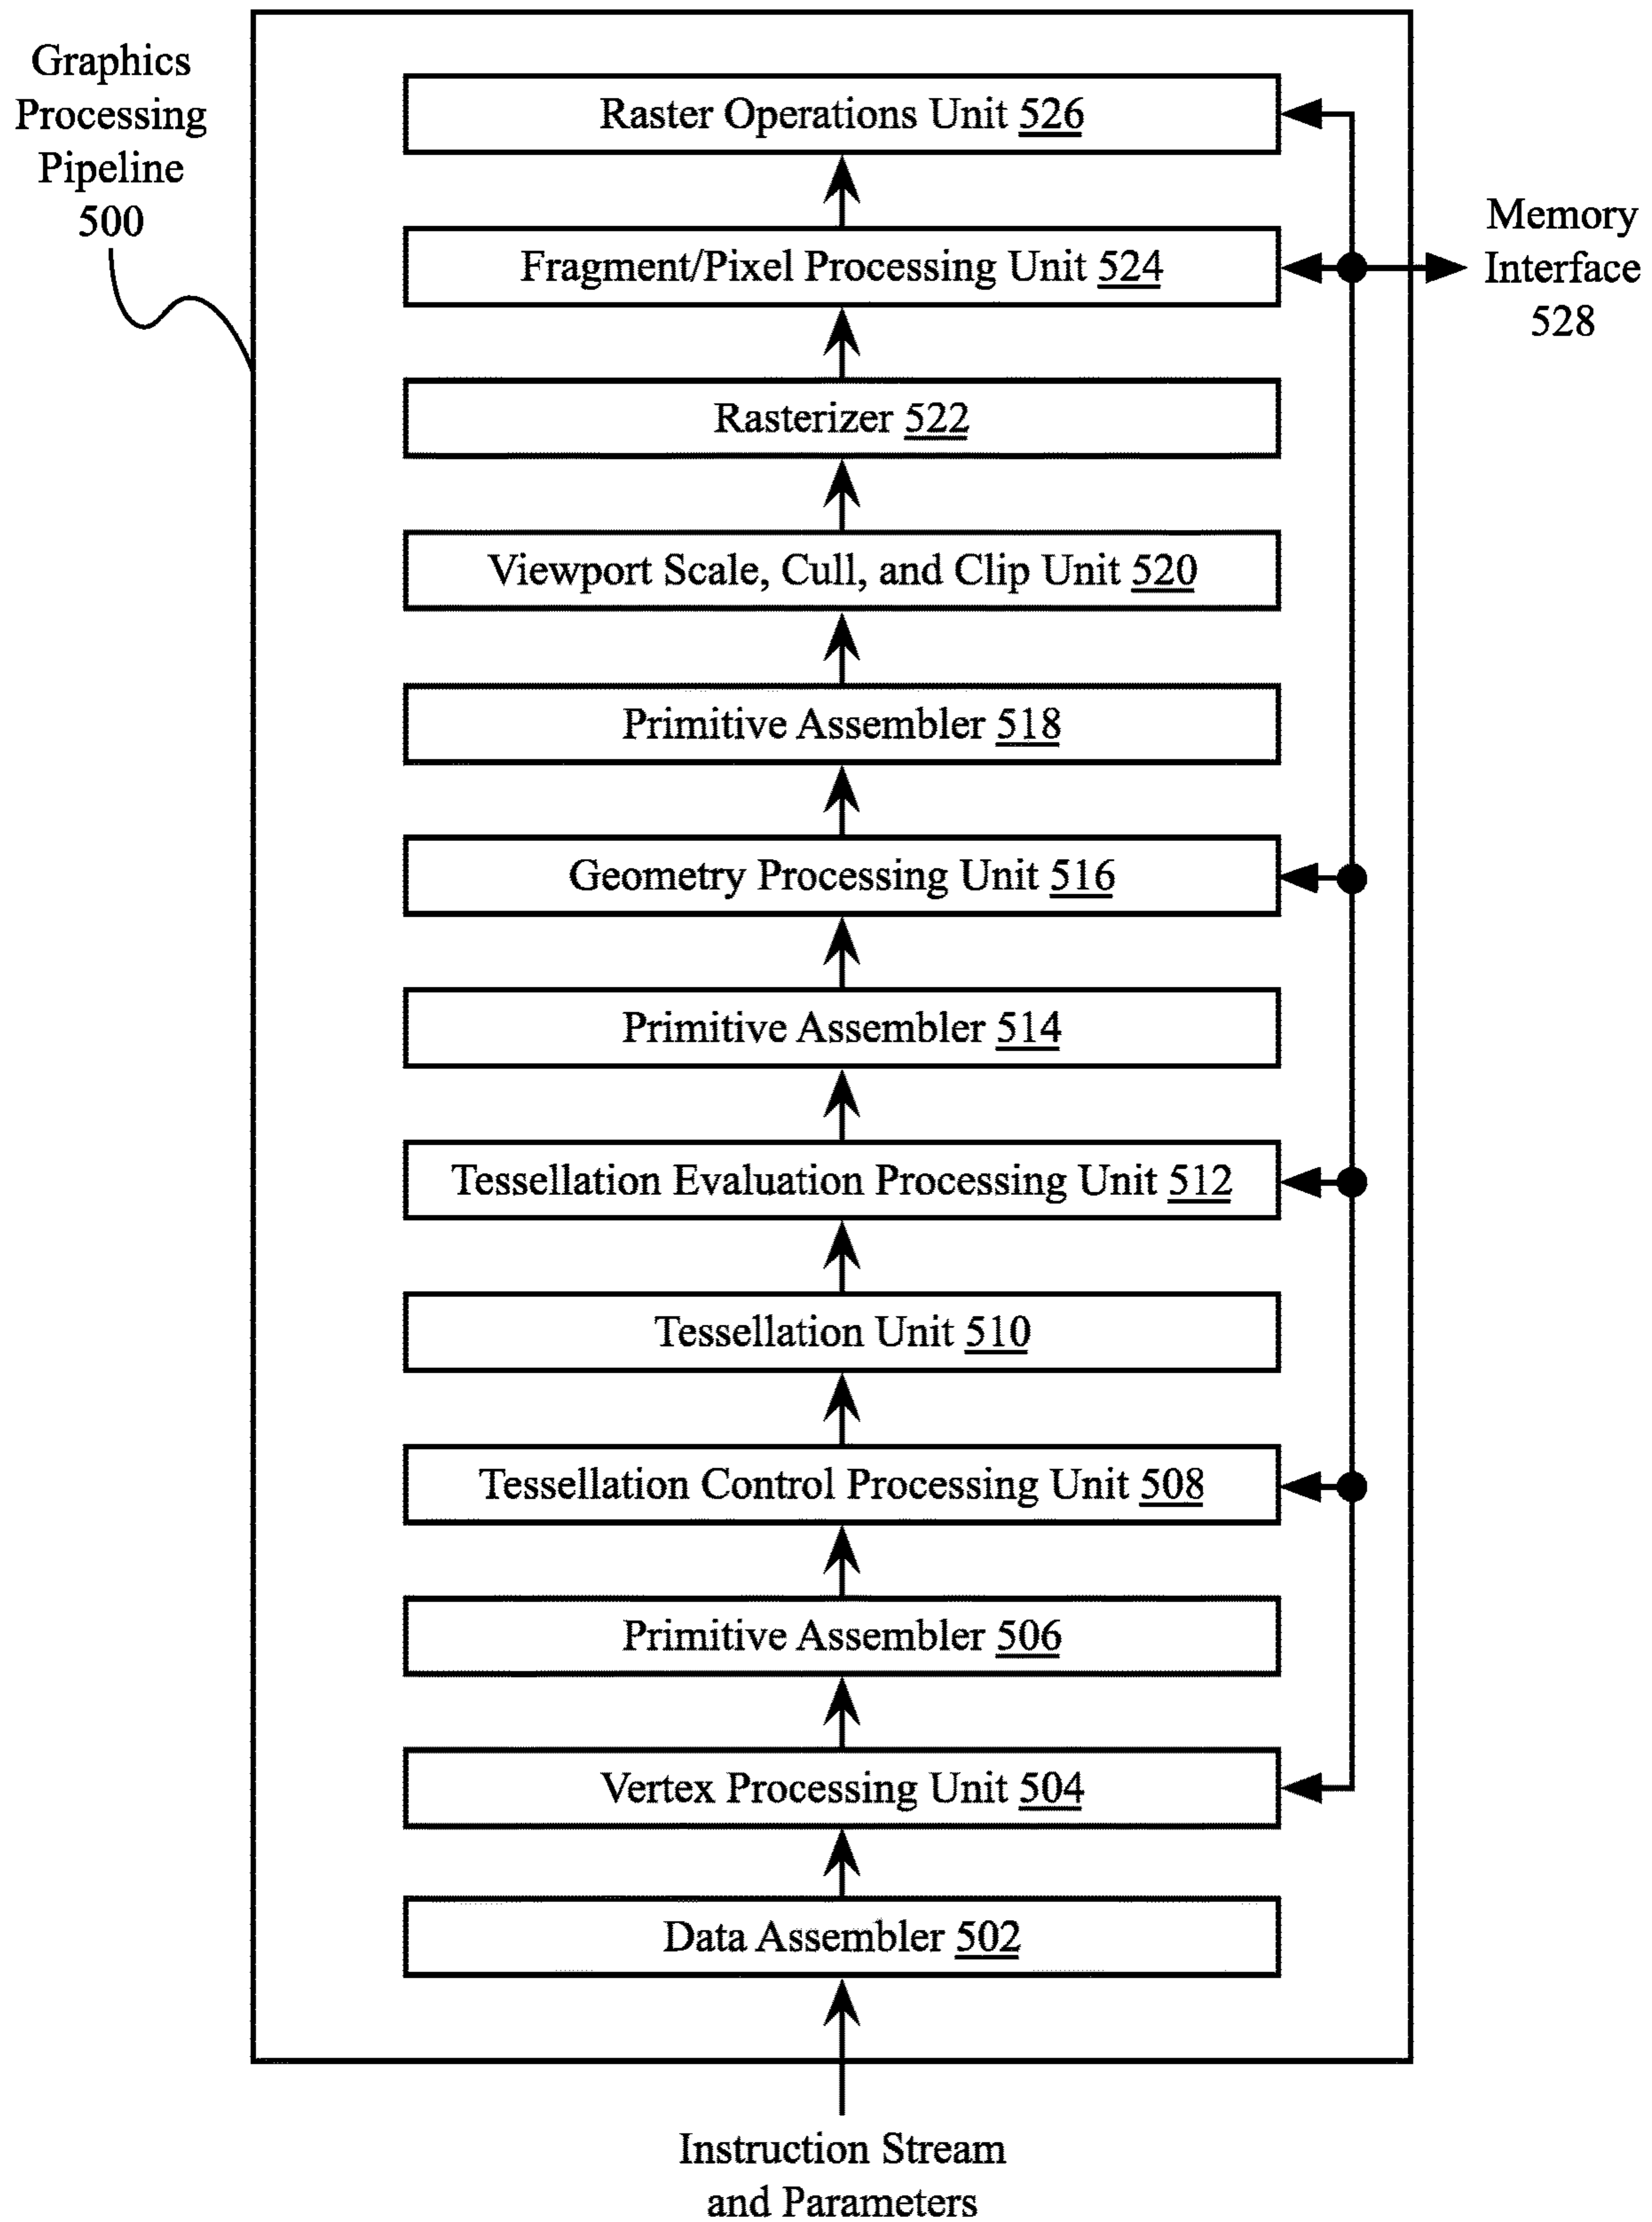 Graphics
Processing
Pipeline
500
Raster Operations Unit 526
Fragment/Pixel Processing Unit 524
Memory
Interface
528
Rasterizer 522
Viewport Scale, Cull, and Clip Unit 520
Primitive Assembler 518
Geometry Processing Unit 516
Primitive Assembler 514
Tessellation Evaluation Processing Unit 512
Tessellation Unit 510
Tessellation Control Processing Unit 508
Primitive Assembler 506
Vertex Processing Unit 504
Data Assembler 502
Instruction Stream
and Parameters